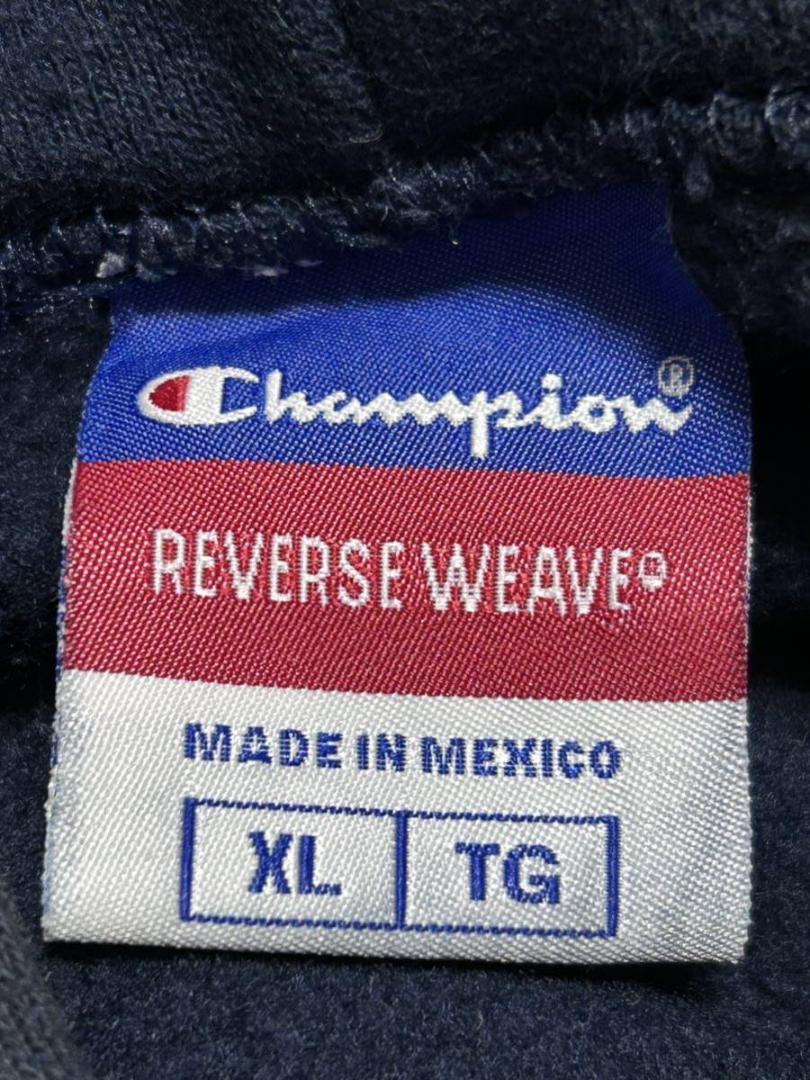 Champion®
REVERSE WEAVE®
MADE IN MEXICO
XL TG